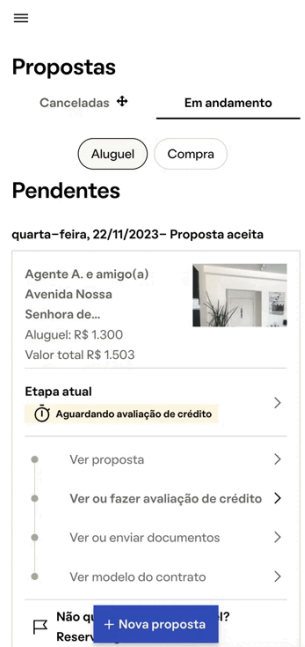 Propostas
Canceladas
Em andamento
Aluguel
Compra
Pendentes
quarta-feira, 22/11/2023- Proposta aceita
Agente A. e amigo(a)
Avenida Nossa
Senhora de...
Aluguel: R$ 1.300
Valor total R$ 1.503
Etapa atual
Aguardando avaliação de crédito
Ver proposta
Ver ou fazer avaliação de crédito
Ver ou enviar documentos
Ver modelo do contrato
Não l?
+ Nova proposta